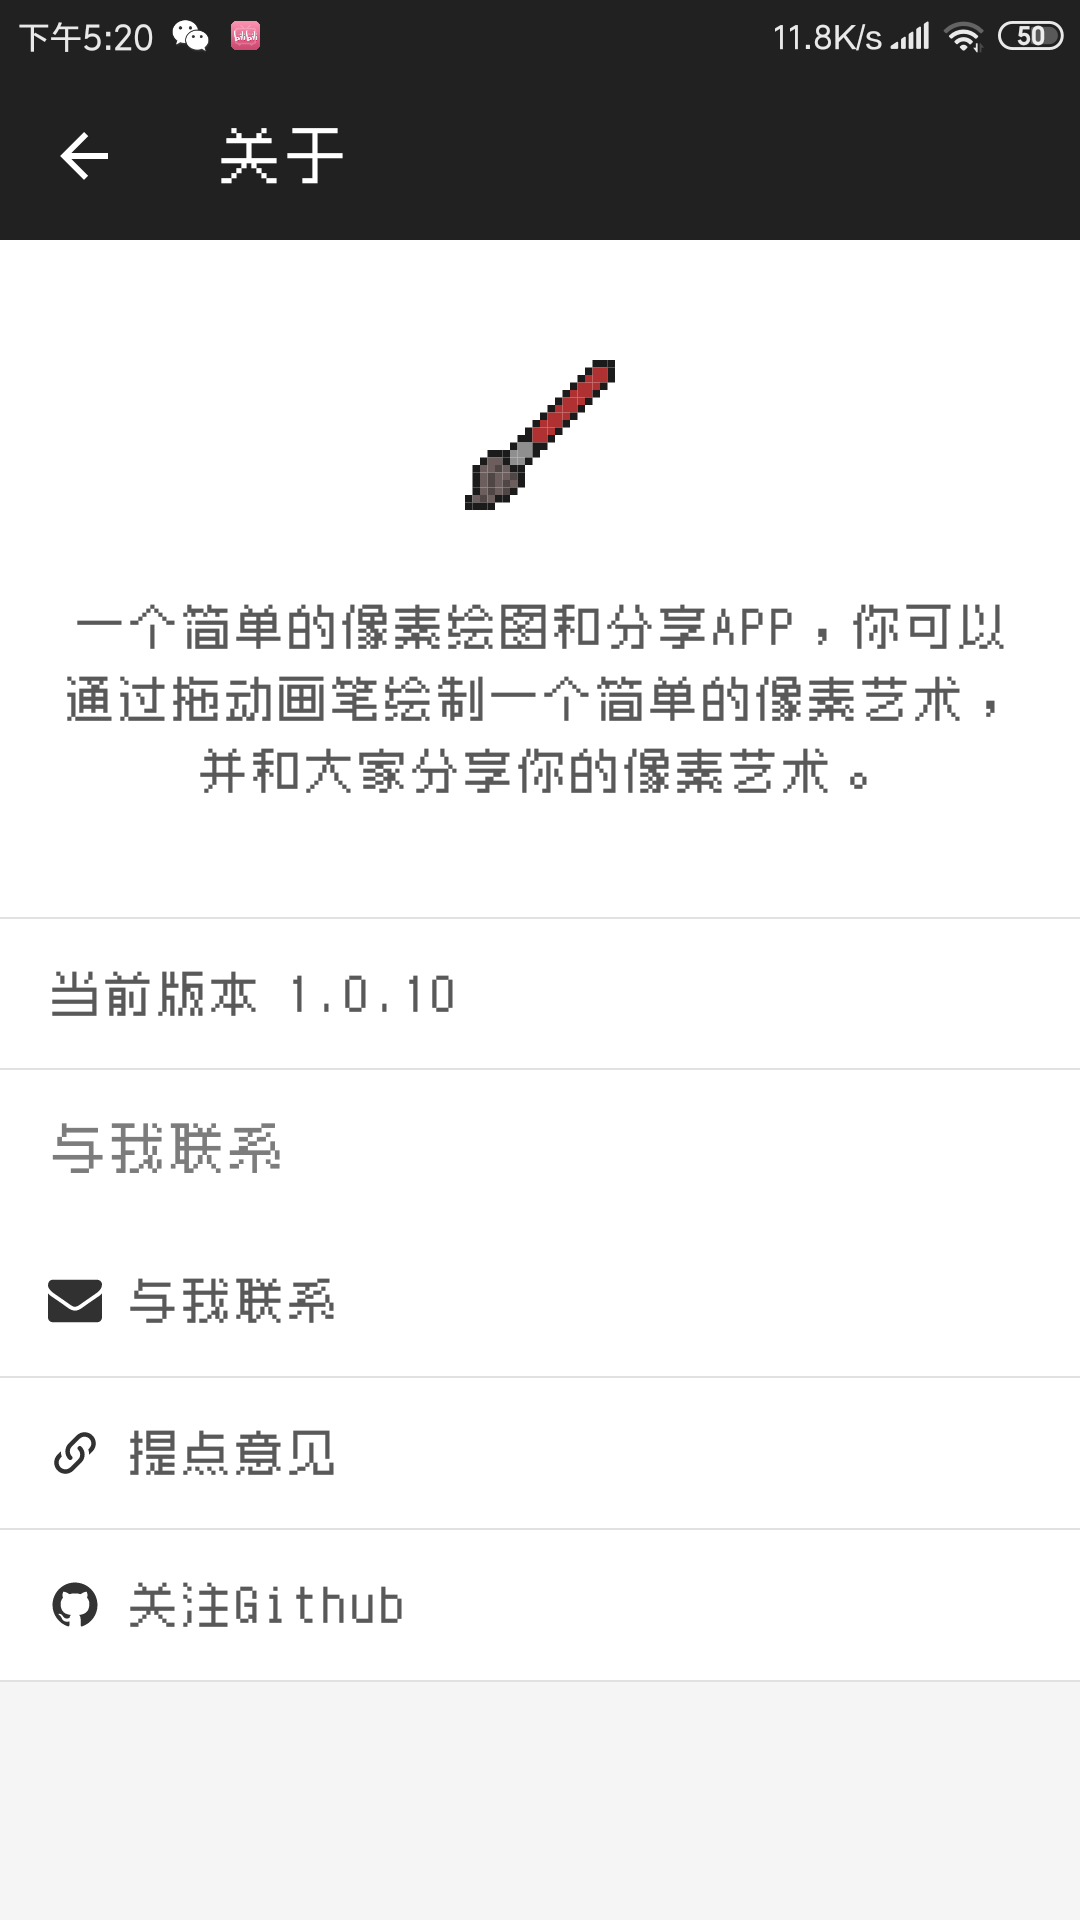 下午5:20 bilibili 11.8K/s 50
关于
一个简单的像素绘图和分享APP，你可以
通过拖动画笔绘制一个简单的像素艺术，
并和大家分享你的像素艺术。
当前版本 1.0.10
与我联系
与我联系
提点意见
关注Github